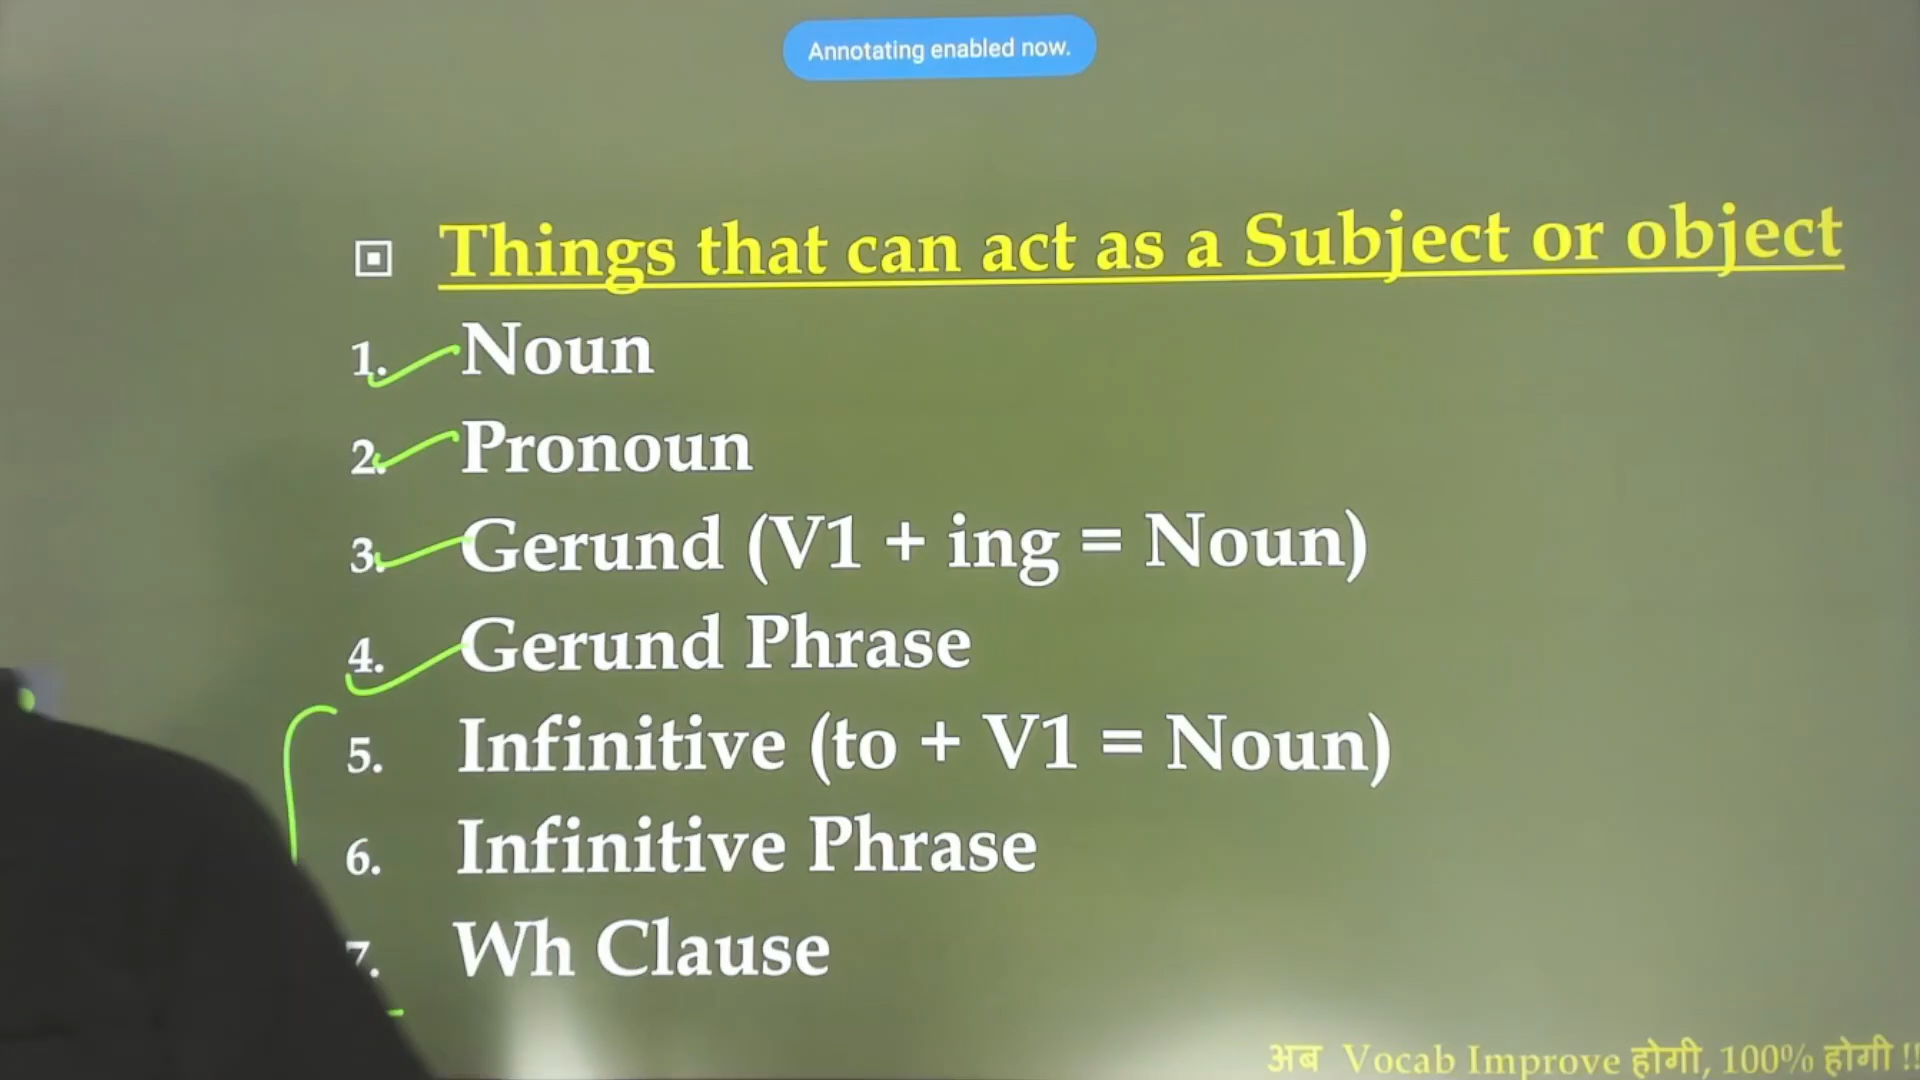 Annotating enabled now.
Things that can act as a Subject or object
1. Noun
2. Pronoun
3. Gerund (V1 + ing = Noun)
4. Gerund Phrase
5. Infinitive (to + V1 = Noun)
6. Infinitive Phrase
7. Wh Clause
अब Vocab Improve होगी, 100% होगी !!